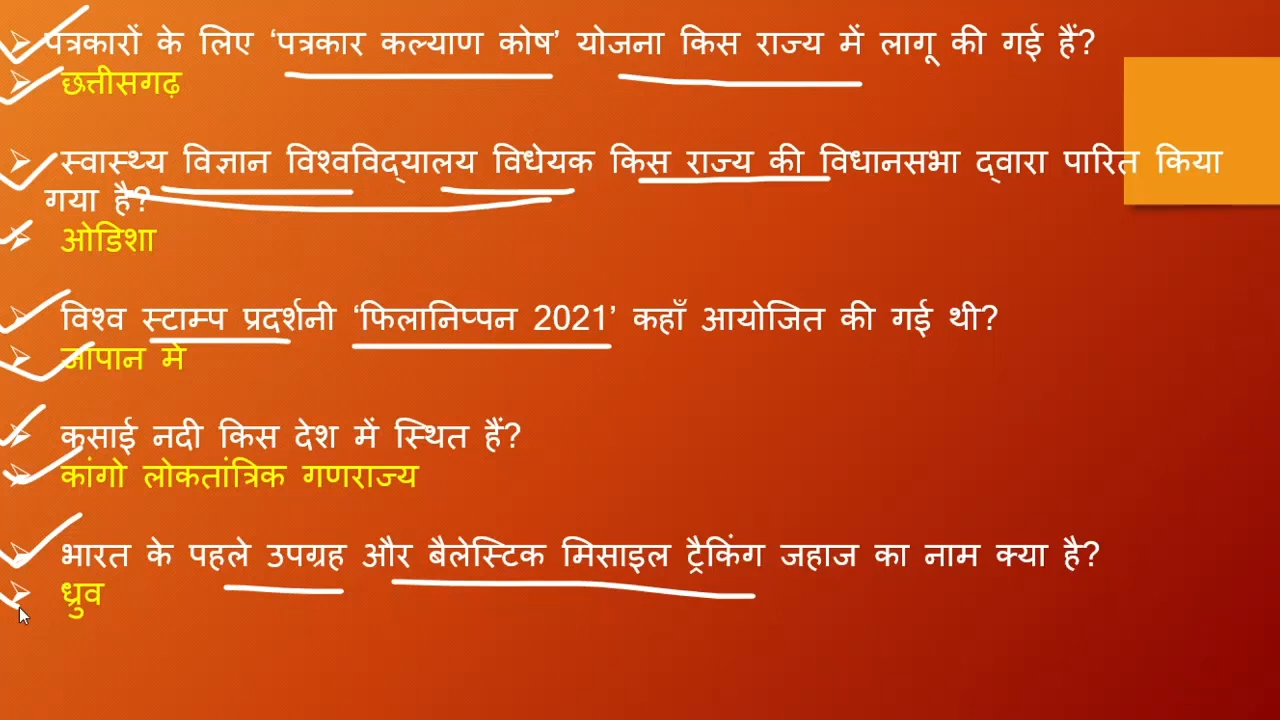 पत्रकारों के लिए ‘पत्रकार कल्याण कोष’ योजना किस राज्य में लागू की गई हैं?
छत्तीसगढ़
स्वास्थ्य विज्ञान विश्वविद्यालय विधेयक किस राज्य की विधानसभा द्वारा पारित किया
गया है?
ओडिशा
विश्व स्टाम्प प्रदर्शनी ‘फिलानिप्पन 2021’ कहाँ आयोजित की गई थी?
जापान मे
कसाई नदी किस देश में स्थित हैं?
कांगो लोकतांत्रिक गणराज्य
भारत के पहले उपग्रह और बैलेस्टिक मिसाइल ट्रैकिंग जहाज का नाम क्या है?
ध्रुव